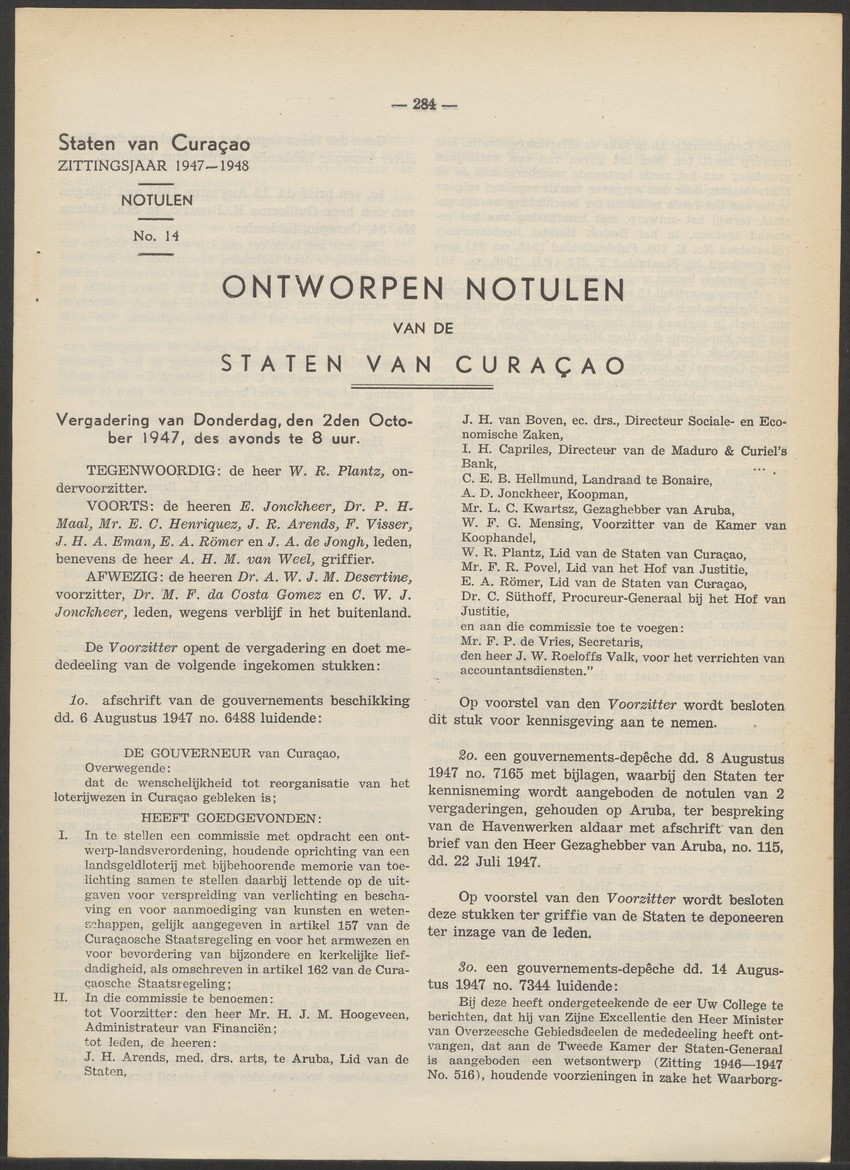 — 284 —
Staten van Curaçao
ZITTINGSJAAR 1947—1948
NOTULEN
No. 14
ONTWORPEN NOTULEN
VAN DE
STATEN VAN CURAÇAO
Vergadering van Donderdag, den 2den Octo-
ber 1947, des avonds te 8 uur.
TEGENWOORDIG: de heer W. R. Plantz, on-
dervoorzitter.
VOORTS: de heeren E. Jonckheer, Dr. P. H.
Maal, Mr. E. C. Henriquez, J. R. Arends, F. Visser,
J. H. A. Eman, E. A. Römer en J. A. de Jongh, leden,
benevens de heer A. H. M. van Weel, griffier.
AFWEZIG: de heeren Dr. A. W. J. M. Desertine,
voorzitter, Dr. M. F. da Costa Gomez en C. W. J.
Jonckheer, leden, wegens verblijf in het buitenland.
De Voorzitter opent de vergadering en doet me-
dedeeling van de volgende ingekomen stukken:
1o. afschrift van de gouvernements beschikking
dd. 6 Augustus 1947 no. 6488 luidende:
DE GOUVERNEUR van Curaçao,
Overwegende:
dat de wenschelijkheid tot reorganisatie van het
loterijwezen in Curaçao gebleken is;
HEEFT GOEDGEVONDEN:
I. In te stellen een commissie met opdracht een ont-
werp-landsverordening, houdende oprichting van een
landsgeldloterij met bijbehoorende memorie van toe-
lichting samen te stellen daarbij lettende op de uit-
gaven voor verspreiding van verlichting en bescha-
ving en voor aanmoediging van kunsten en weten-
schappen, gelijk aangegeven in artikel 157 van de
Curaçaosche Staatsregeling en voor het armwezen en
voor bevordering van bijzondere en kerkelijke lief-
dadigheid, als omschreven in artikel 162 van de Cura-
çaosche Staatsregeling;
II. In die commissie te benoemen:
tot Voorzitter: den heer Mr. H. J. M. Hoogeveen,
Administrateur van Financiën;
tot leden, de heeren:
J. H. Arends, med. drs. arts, te Aruba, Lid van de
Staten,
J. H. van Boven, ec. drs., Directeur Sociale- en Eco-
nomische Zaken,
I. H. Capriles, Directeur van de Maduro & Curiel's
Bank,
C. E. B. Hellmund, Landraad te Bonaire,
A. D. Jonckheer, Koopman,
Mr. L. C. Kwartsz, Gezaghebber van Aruba,
W. F. G. Mensing, Voorzitter van de Kamer van
Koophandel,
W. R. Plantz, Lid van de Staten van Curaçao,
Mr. F. R. Povel, Lid van het Hof van Justitie,
E. A. Römer, Lid van de Staten van Curaçao,
Dr. C. Süthoff, Procureur-Generaal bij het Hof van
Justitie,
en aan die commissie toe te voegen:
Mr. F. P. de Vries, Secretaris,
den heer J. W. Roeloffs Valk, voor het verrichten van
accountantsdiensten."
Op voorstel van den Voorzitter wordt besloten
dit stuk voor kennisgeving aan te nemen.
2o. een gouvernements-depêche dd. 8 Augustus
1947 no. 7165 met bijlagen, waarbij den Staten ter
kennisneming wordt aangeboden de notulen van 2
vergaderingen, gehouden op Aruba, ter bespreking
van de Havenwerken aldaar met afschrift van den
brief van den Heer Gezaghebber van Aruba, no. 115,
dd. 22 Juli 1947.
Op voorstel van den Voorzitter wordt besloten
deze stukken ter griffie van de Staten te deponeeren
ter inzage van de leden.
3o. een gouvernements-depêche dd. 14 Augus-
tus 1947 no. 7344 luidende:
Bij deze heeft ondergeteekende de eer Uw College te
berichten, dat hij van Zijne Excellentie den Heer Minister
van Overzeesche Gebiedsdeelen de mededeeling heeft ont-
vangen, dat aan de Tweede Kamer der Staten-Generaal
is aangeboden een wetsontwerp (Zitting 1946—1947
No. 516), houdende voorzieningen in zake het Waarborg-